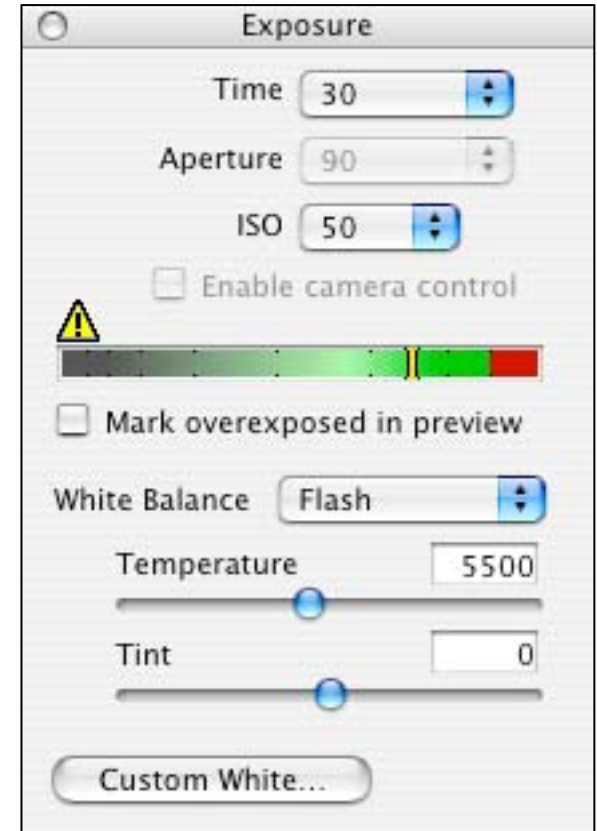 Exposure
Time 30
Aperture 90
ISO 50
Enable camera control
!
Mark overexposed in preview
White Balance Flash
Temperature 5500
Tint 0
Custom White...